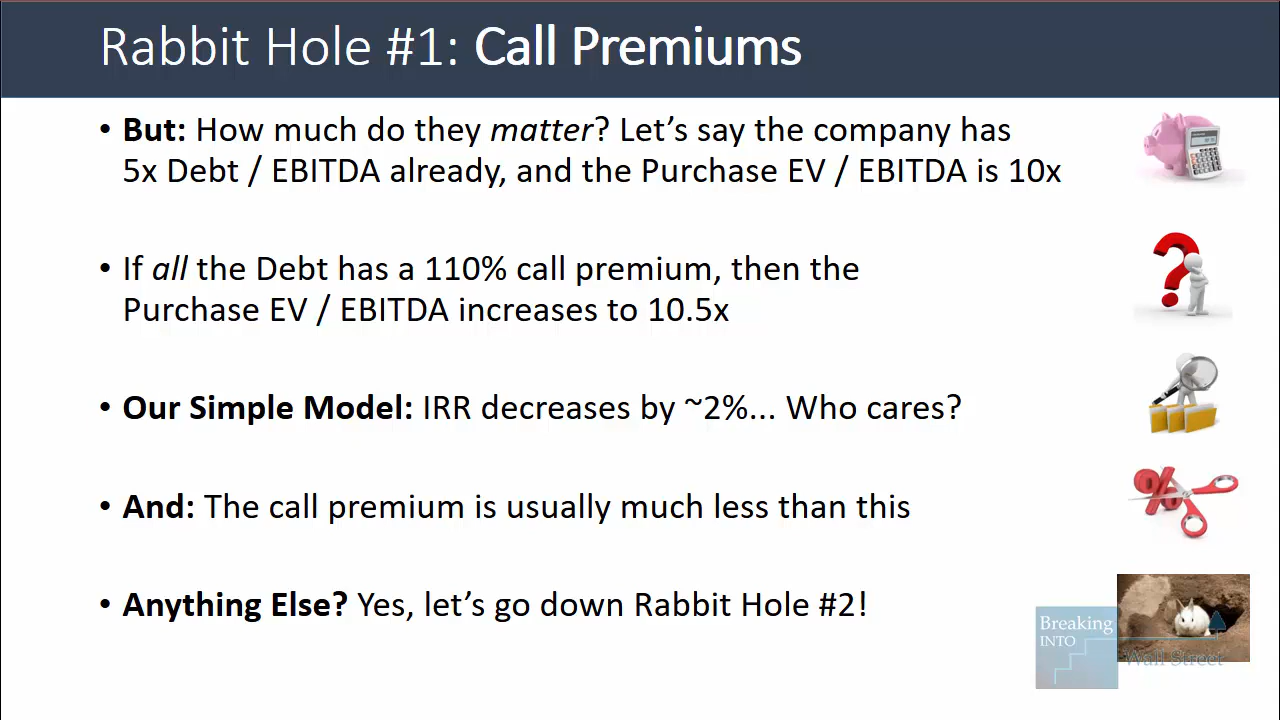 Rabbit Hole #1: Call Premiums
• But: How much do they matter? Let's say the company has
5x Debt / EBITDA already, and the Purchase EV / EBITDA is 10x
• If all the Debt has a 110% call premium, then the
Purchase EV / EBITDA increases to 10.5x
• Our Simple Model: IRR decreases by ~2%... Who cares?
• And: The call premium is usually much less than this
• Anything Else? Yes, let's go down Rabbit Hole #2!
Breaking
INTO
Wall Street